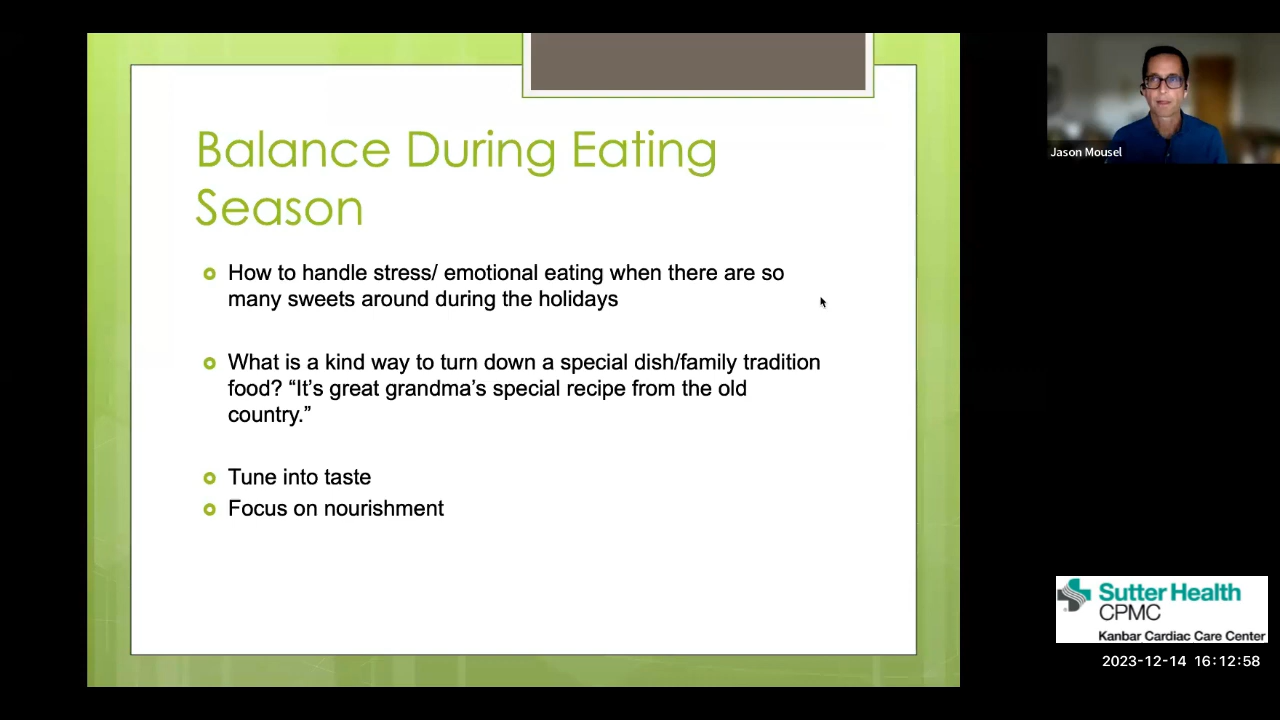 Balance During Eating
Season
How to handle stress/ emotional eating when there are so
many sweets around during the holidays
What is a kind way to turn down a special dish/family tradition
food? “It’s great grandma’s special recipe from the old
country.”
Tune into taste
Focus on nourishment
Jason Mousel
Sutter Health
CPMC
Kanbar Cardiac Care Center
2023-12-14 16:12:58